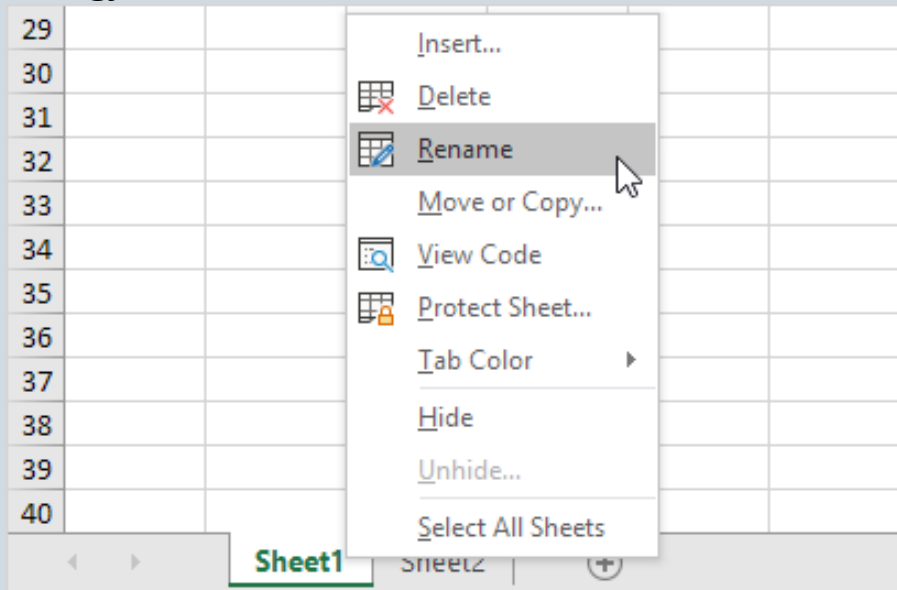 29
30
31
32
33
34
35
36
37
38
39
40
Insert...
Delete
Rename
Move or Copy...
View Code
Protect Sheet...
Tab Color
Hide
Unhide...
Select All Sheets
Sheet1 Sheet2